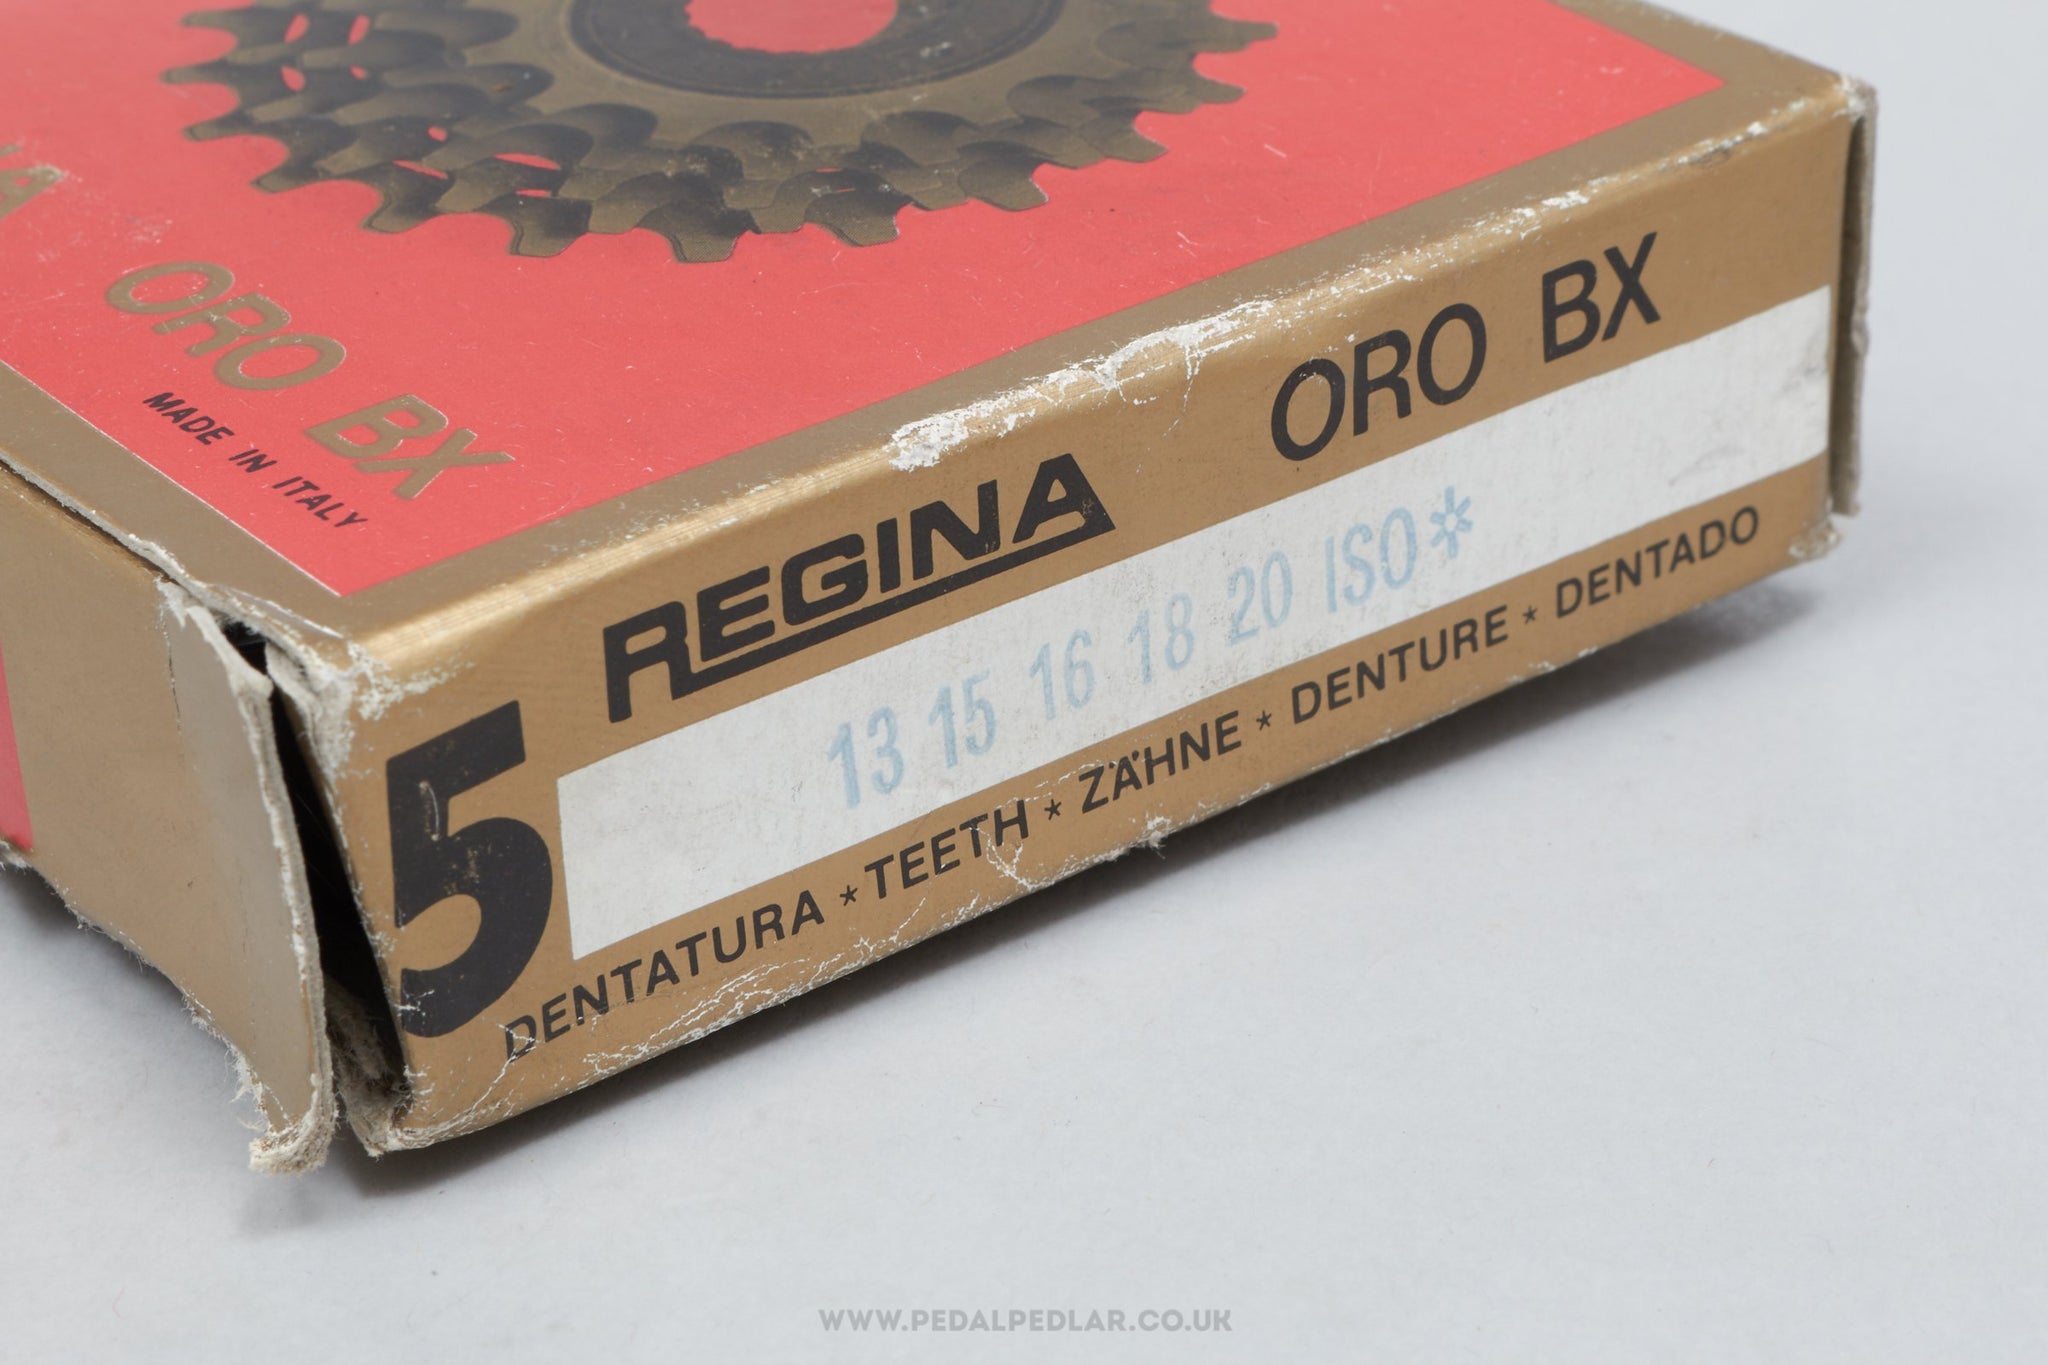 ORO BX
MADE IN ITALY
5
REGINA ORO BX
13 15 16 18 20 ISO*
DENTATURA * TEETH * ZÄHNE * DENTURE * DENTADO
WWW.PEDALPEDLAR.CO.UK